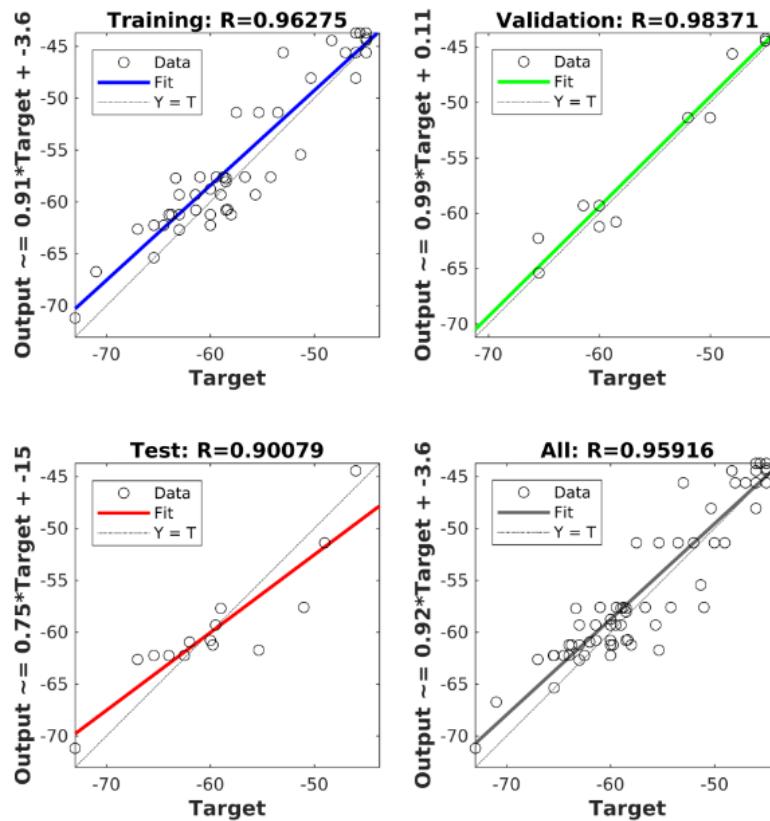 Training: R=0.96275
Output ~= 0.91*Target + -3.6
-45
-50
-55
-60
-65
-70
Data
Fit
Y = T
-70
-60
-50
Target
Validation: R=0.98371
Output ~= 0.99*Target + 0.11
-45
-50
-55
-60
-65
-70
Data
Fit
Y = T
-70
-60
-50
Target
Test: R=0.90079
Output ~= 0.75*Target + -15
-45
-50
-55
-60
-65
-70
Data
Fit
Y = T
-70
-60
-50
Target
All: R=0.95916
Output ~= 0.92*Target + -3.6
-45
-50
-55
-60
-65
-70
Data
Fit
Y = T
-70
-60
-50
Target